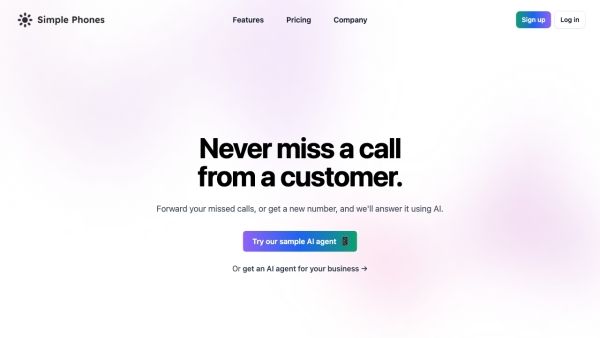 Simple Phones
Features Pricing Company
Sign up Log in
Never miss a call
from a customer.
Forward your missed calls, or get a new number, and we'll answer it using AI.
Try our sample AI agent
Or get an AI agent for your business →